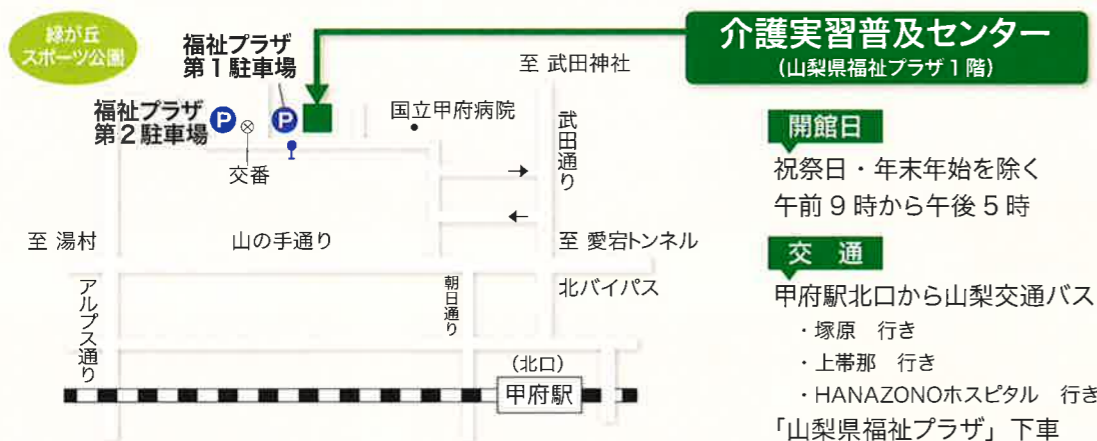 緑が丘
スポーツ公園
福祉プラザ
第1駐車場
福祉プラザ
第2駐車場
P
P
交番
国立甲府病院
至 武田神社
武田通り
至 湯村
山の手通り
至 愛宕トンネル
北バイパス
アルプス通り
朝日通り
(北口)
甲府駅
介護実習普及センター
(山梨県福祉プラザ1階)
開館日
祝祭日・年末年始を除く
午前9時から午後5時
交　通
甲府駅北口から山梨交通バス
・塚原　行き
・上帯那　行き
・HANAZONOホスピタル　行き
「山梨県福祉プラザ」下車